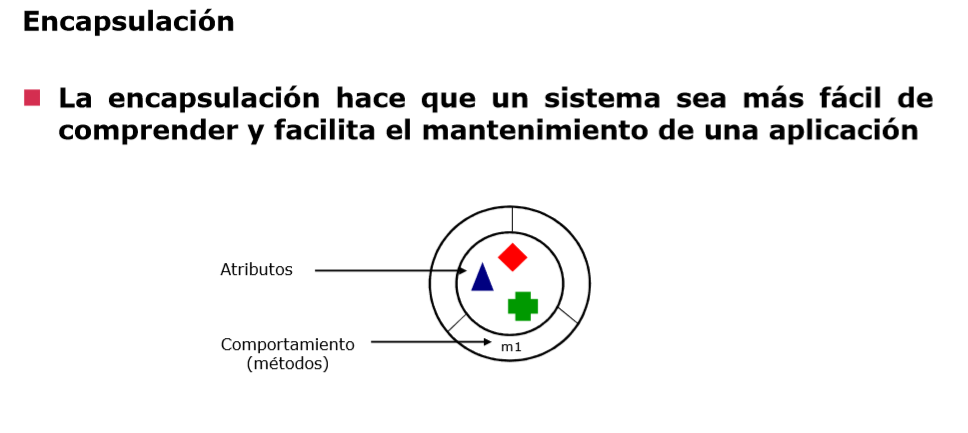 Encapsulación
La encapsulación hace que un sistema sea más fácil de
comprender y facilita el mantenimiento de una aplicación
Atributos
Comportamiento
(métodos)
m1